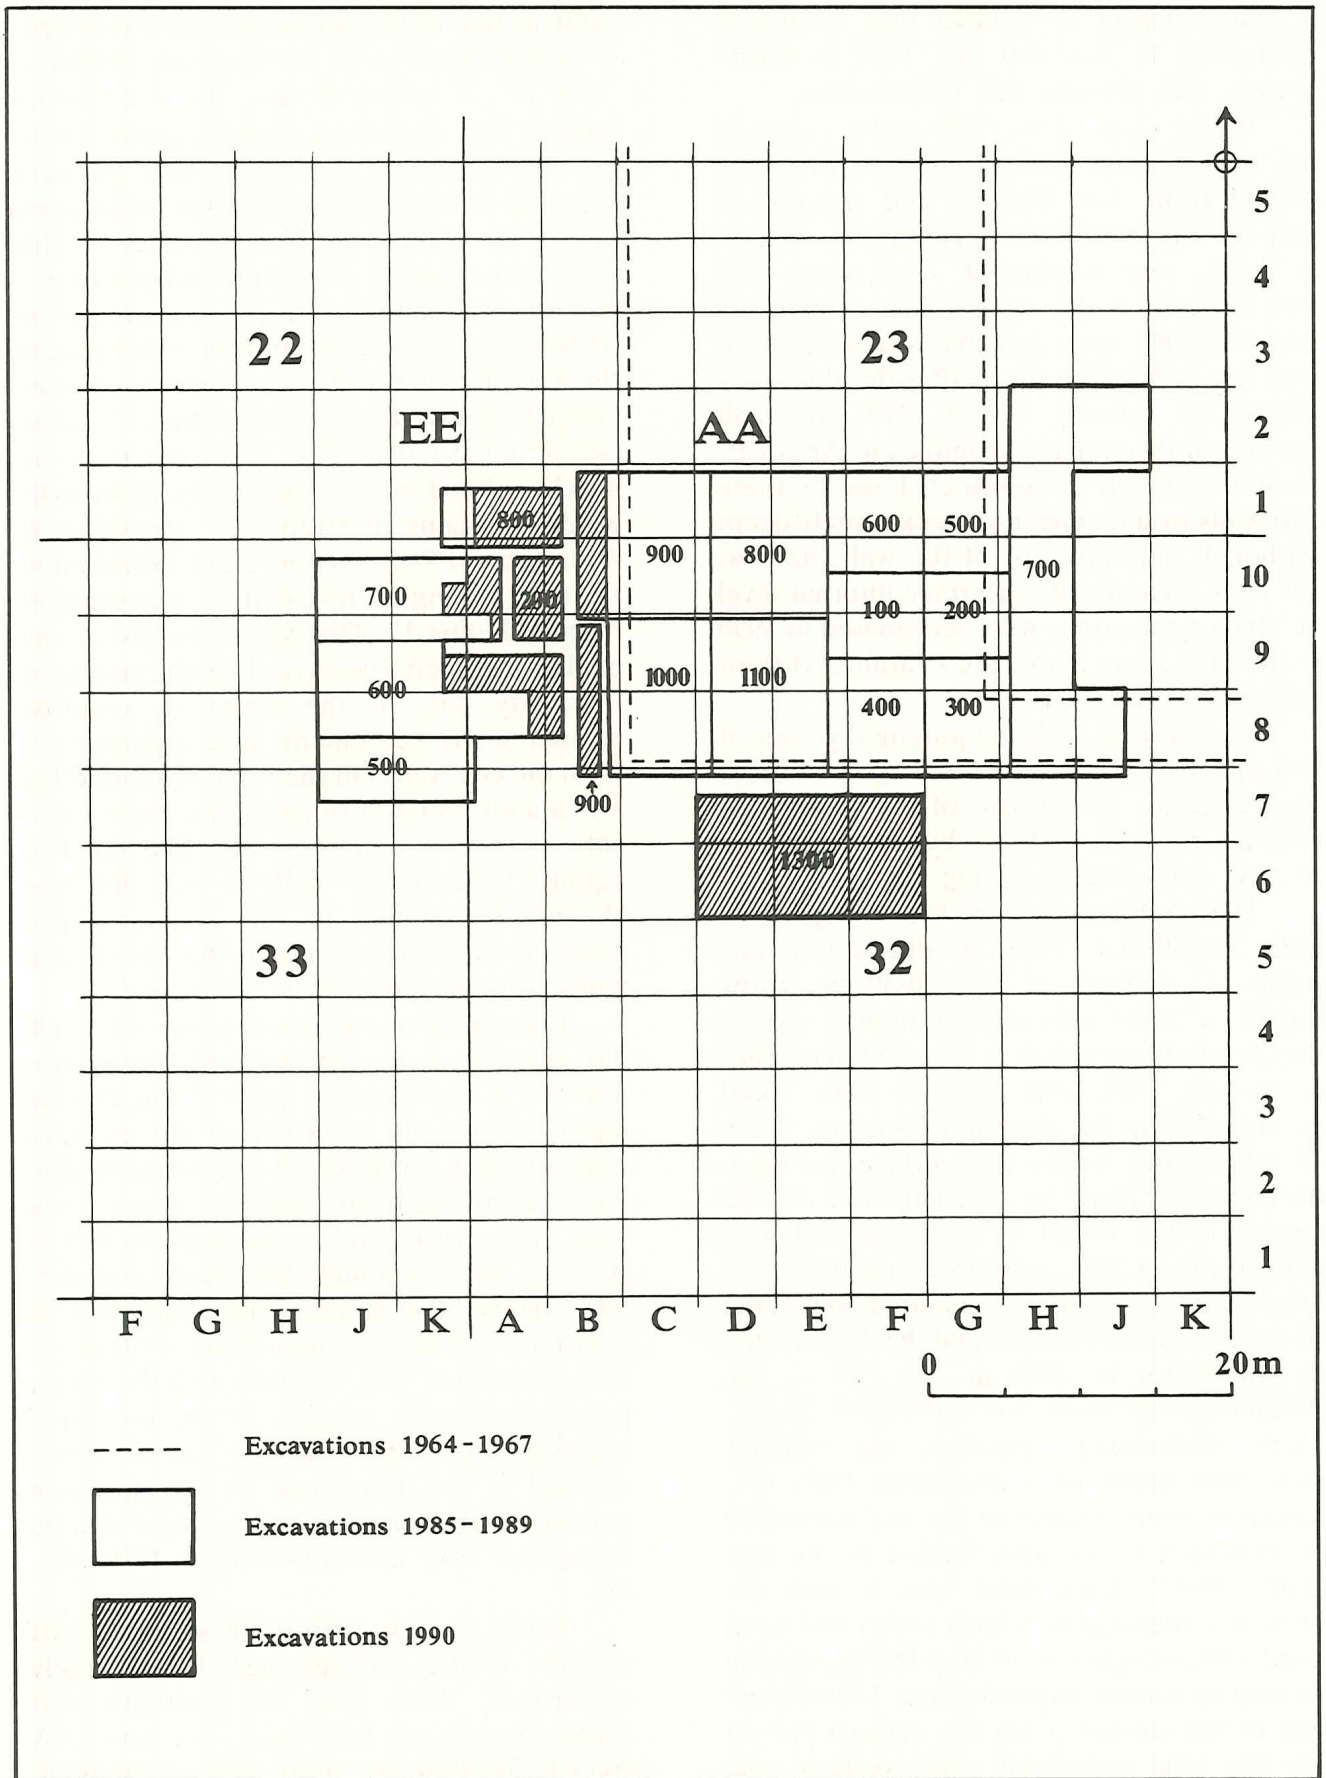 5
4
22 23 3
EE AA 2
800 600 500 1
900 800 700 10
700 200 100 200
9
600 1000 1100
400 300 8
500
900 7
1300
6
33 32 5
4
3
2
1
F G H J K A B C D E F G H J K
0 20m
Excavations 1964-1967
Excavations 1985-1989
Excavations 1990